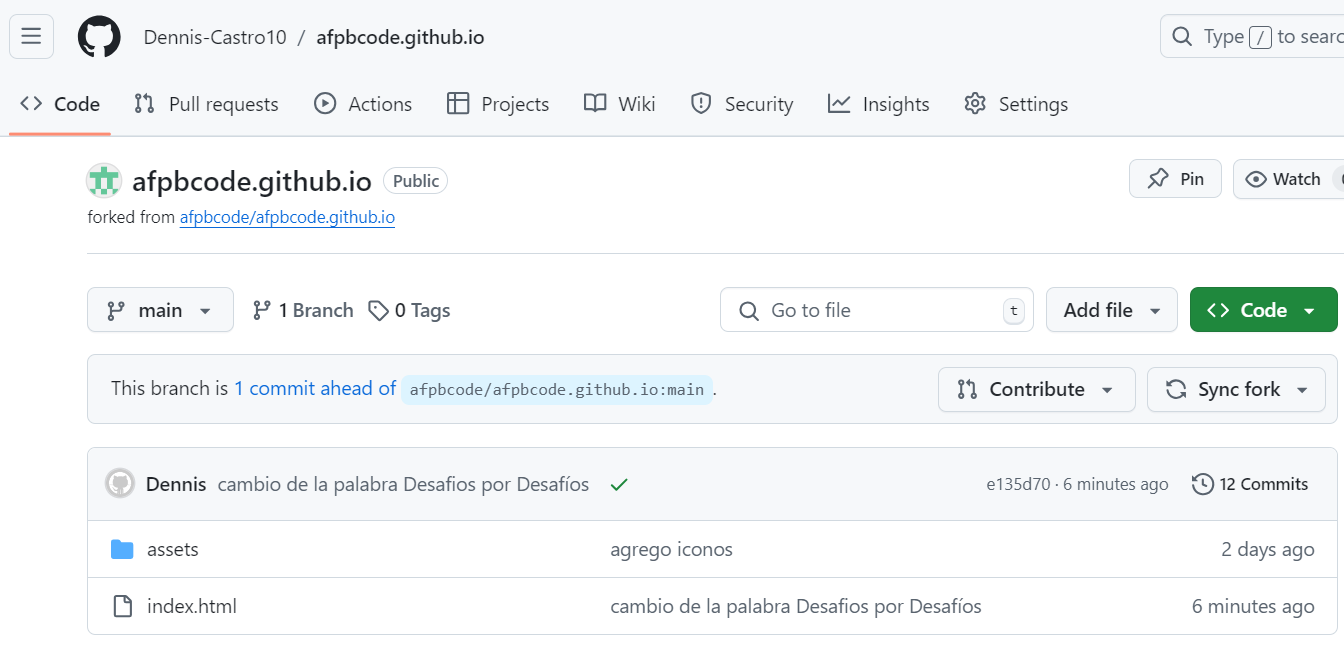 Dennis-Castro10 / afpbcode.github.io
Type / to searc
Code Pull requests Actions Projects Wiki Security Insights Settings
afpbcode.github.io Public
Pin Watch
forked from afpbcode/afpbcode.github.io
main 1 Branch 0 Tags Go to file t Add file Code
This branch is 1 commit ahead of afpbcode/afpbcode.github.io:main. Contribute Sync fork
Dennis cambio de la palabra Desafios por Desafíos e135d70 · 6 minutes ago 12 Commits
assets agrego iconos 2 days ago
index.html cambio de la palabra Desafios por Desafíos 6 minutes ago